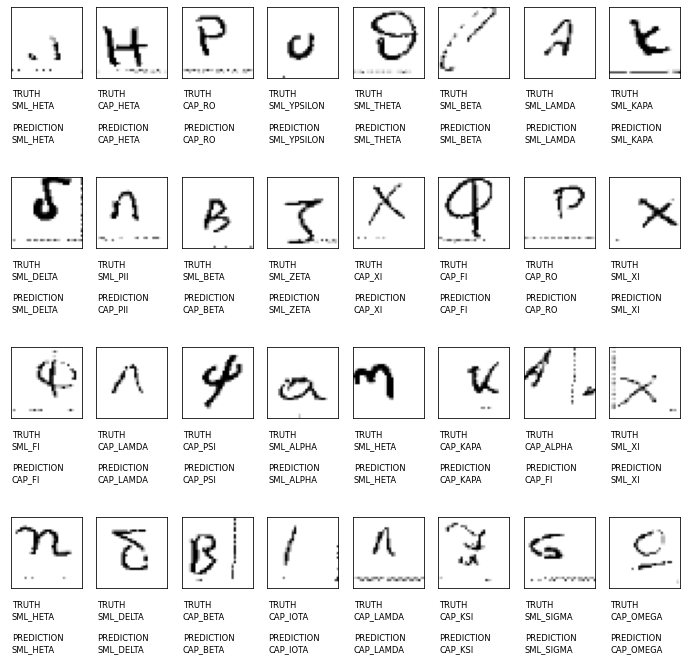 TRUTH TRUTH TRUTH TRUTH TRUTH TRUTH TRUTH TRUTH
SML_HETA CAP_HETA CAP_RO SML_YPSILON SML_THETA SML_BETA SML_LAMDA SML_KAPA
PREDICTION PREDICTION PREDICTION PREDICTION PREDICTION PREDICTION PREDICTION PREDICTION
SML_HETA CAP_HETA CAP_RO SML_YPSILON SML_THETA SML_BETA SML_LAMDA SML_KAPA
TRUTH TRUTH TRUTH TRUTH TRUTH TRUTH TRUTH TRUTH
SML_DELTA SML_PII SML_BETA SML_ZETA CAP_XI CAP_FI CAP_RO SML_XI
PREDICTION PREDICTION PREDICTION PREDICTION PREDICTION PREDICTION PREDICTION PREDICTION
SML_DELTA CAP_PII CAP_BETA SML_ZETA CAP_XI CAP_FI CAP_RO SML_XI
TRUTH TRUTH TRUTH TRUTH TRUTH TRUTH TRUTH TRUTH
SML_FI CAP_LAMDA CAP_PSI SML_ALPHA SML_HETA CAP_KAPA CAP_ALPHA SML_XI
PREDICTION PREDICTION PREDICTION PREDICTION PREDICTION PREDICTION PREDICTION PREDICTION
CAP_FI CAP_LAMDA CAP_PSI SML_ALPHA SML_HETA CAP_KAPA CAP_FI SML_XI
TRUTH TRUTH TRUTH TRUTH TRUTH TRUTH TRUTH TRUTH
SML_HETA SML_DELTA CAP_BETA CAP_IOTA CAP_LAMDA CAP_KSI SML_SIGMA CAP_OMEGA
PREDICTION PREDICTION PREDICTION PREDICTION PREDICTION PREDICTION PREDICTION PREDICTION
SML_HETA SML_DELTA CAP_BETA CAP_IOTA CAP_LAMDA CAP_KSI SML_SIGMA CAP_OMEGA